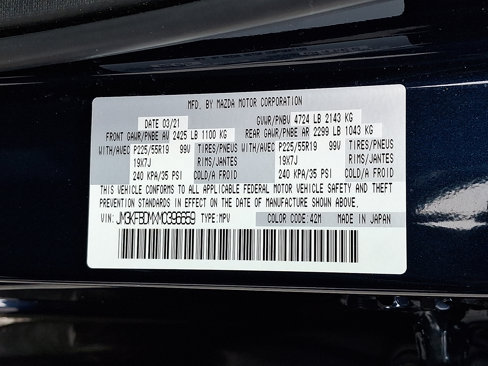 MFD. BY MAZDA MOTOR CORPORATION
DATE 03/21 GVWR/PNBV 4724 LB 2143 KG
FRONT GAWR/PNBE AV 2425 LB 1100 KG REAR GAWR/PNBE AR 2299 LB 1043 KG
WITH/AVEC P225/55R19 99V TIRES/PNEUS WITH/AVEC P225/55R19 99V TIRES/PNEUS
19X7J RIMS/JANTES 19X7J RIMS/JANTES
240 KPA/35 PSI COLD/A FROID 240 KPA/35 PSI COLD/A FROID
THIS VEHICLE CONFORMS TO ALL APPLICABLE FEDERAL MOTOR VEHICLE SAFETY AND THEFT
PREVENTION STANDARDS IN EFFECT ON THE DATE OF MANUFACTURE SHOWN ABOVE.
VIN: TYPE:MPV COLOR CODE:42M MADE IN JAPAN